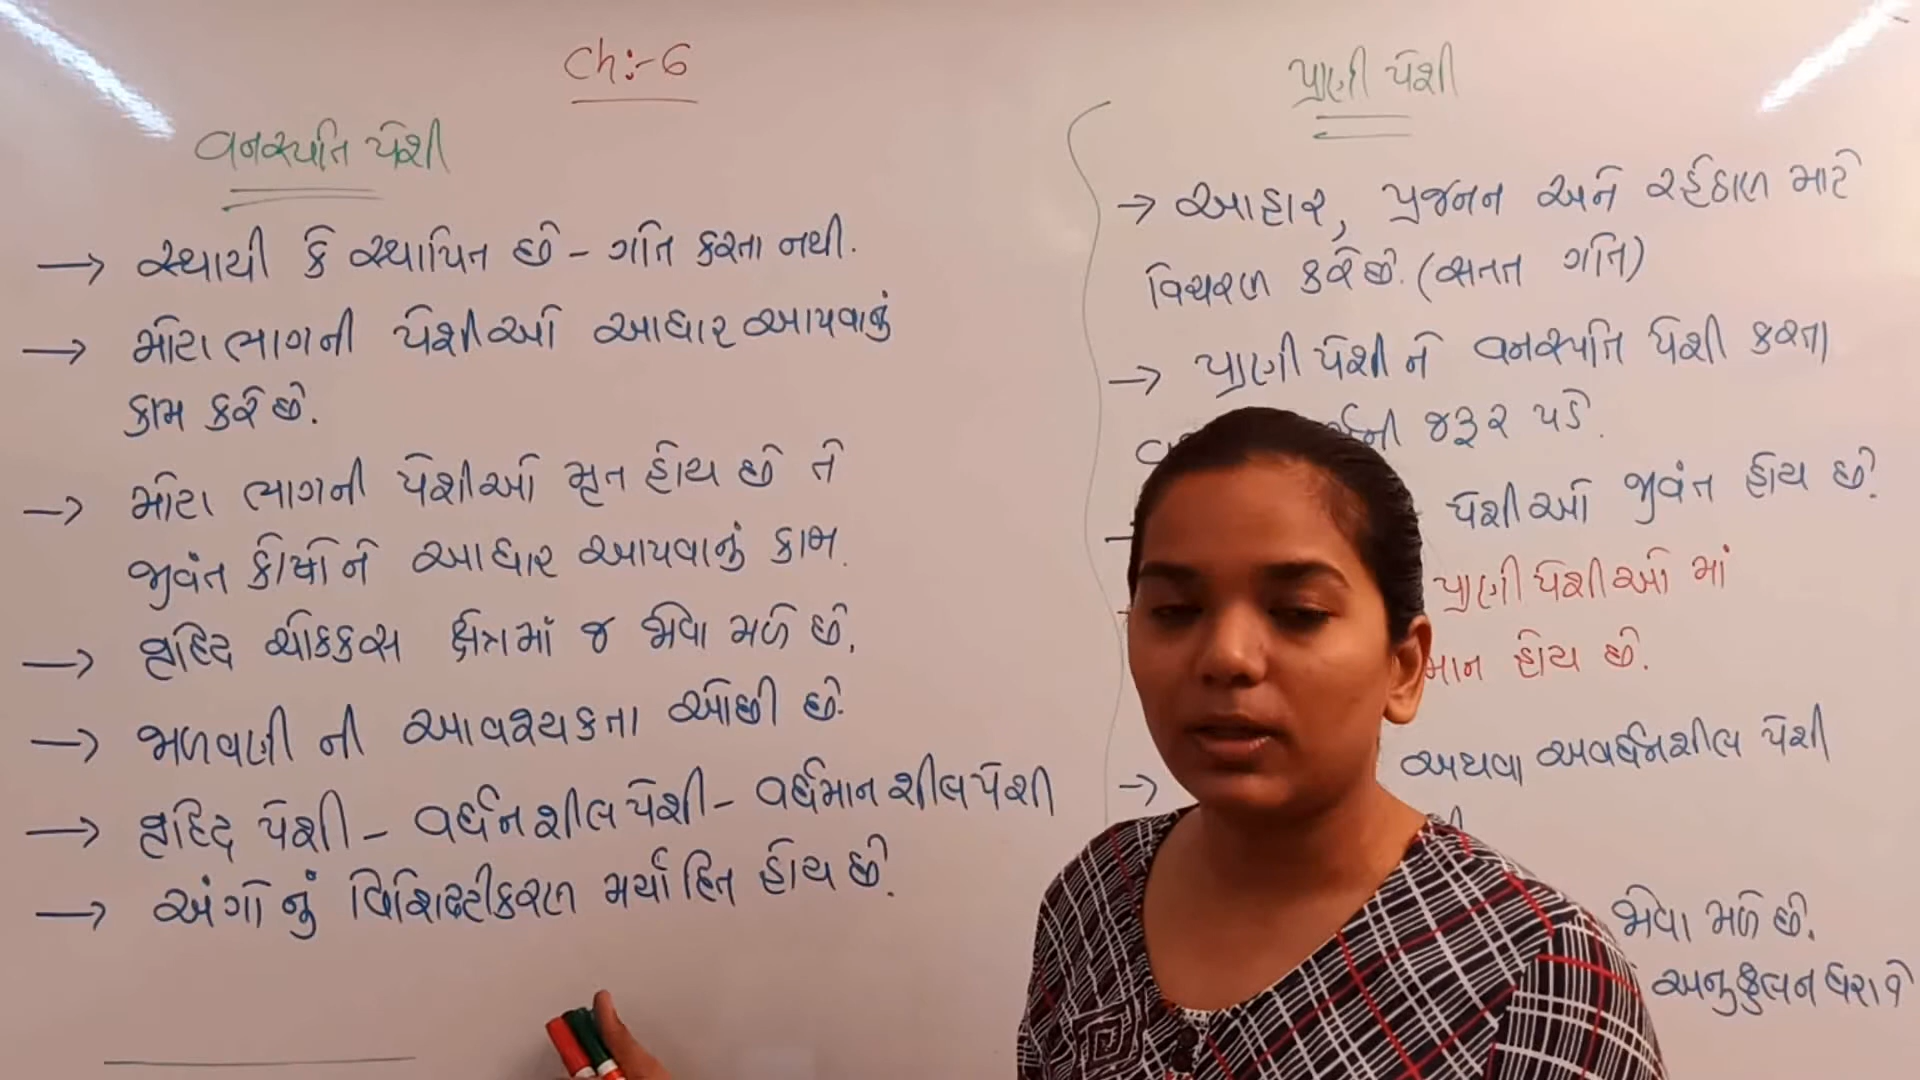 Ch:-6
વનસ્પતિ પેશી
→ સ્થાયી કે સ્થાપિત છે - ગતિ કરતા નથી.
→ મોટા ભાગની પેશીઓ આધાર આપવાનું
કામ કરે છે.
→ મોટા ભાગની પેશીઓ મૃત હોય છે તે
જીવંત કોષોને આધાર આપવાનું કામ.
→ વૃદ્ધિ ચોક્કસ ક્ષેત્રમાં જ જોવા મળે છે.
→ જાળવણી ની આવશ્યકતા ઓછી છે.
→ વૃદ્ધિ પેશી - વર્ધનશીલ પેશી - વર્ધમાનશીલ પેશી
→ અંગોનું વિશિષ્ટીકરણ મર્યાદિત હોય છે.
પ્રાણી પેશી
→ આહાર, પ્રજનન અને રહેઠાણ માટે
વિચરણ કરે છે. (સતત ગતિ)
→ પ્રાણી પેશીને વનસ્પતિ પેશી કરતા
જરૂર પડે.
પેશીઓ જીવંત હોય છે.
પ્રાણી પેશીઓ માં
માન હોય છે.
→ અથવા અવર્ધનશીલ પેશી
જોવા મળે છે.
અનુકુલન ધરાવે